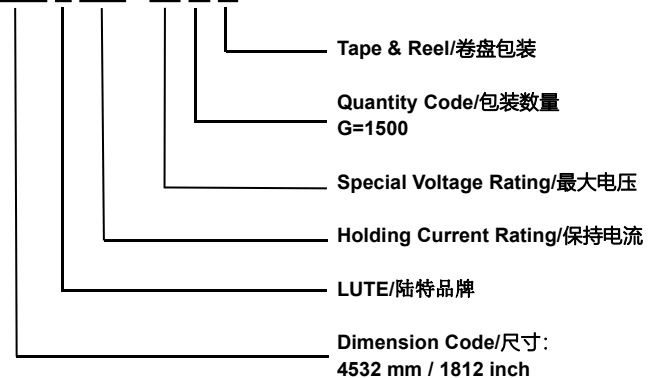 Tape & Reel/卷盘包装
Quantity Code/包装数量
G=1500
Special Voltage Rating/最大电压
Holding Current Rating/保持电流
LUTE/陆特品牌
Dimension Code/尺寸：
4532 mm / 1812 inch